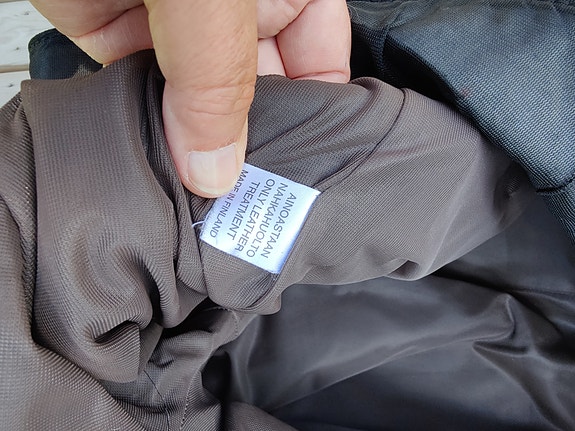 AINOASTAAN
NAHKAHUOLTO
ONLY LEATHER
TREATMENT
MADE IN FINLAND